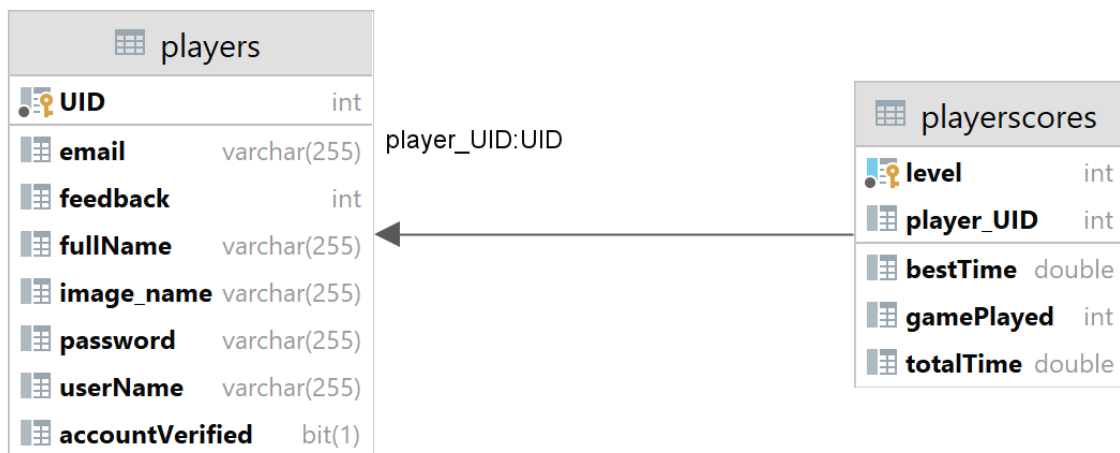 players
UID int
email varchar(255)
feedback int
fullName varchar(255)
image_name varchar(255)
password varchar(255)
userName varchar(255)
accountVerified bit(1)
player_UID:UID
playerscores
level int
player_UID int
bestTime double
gamePlayed int
totalTime double